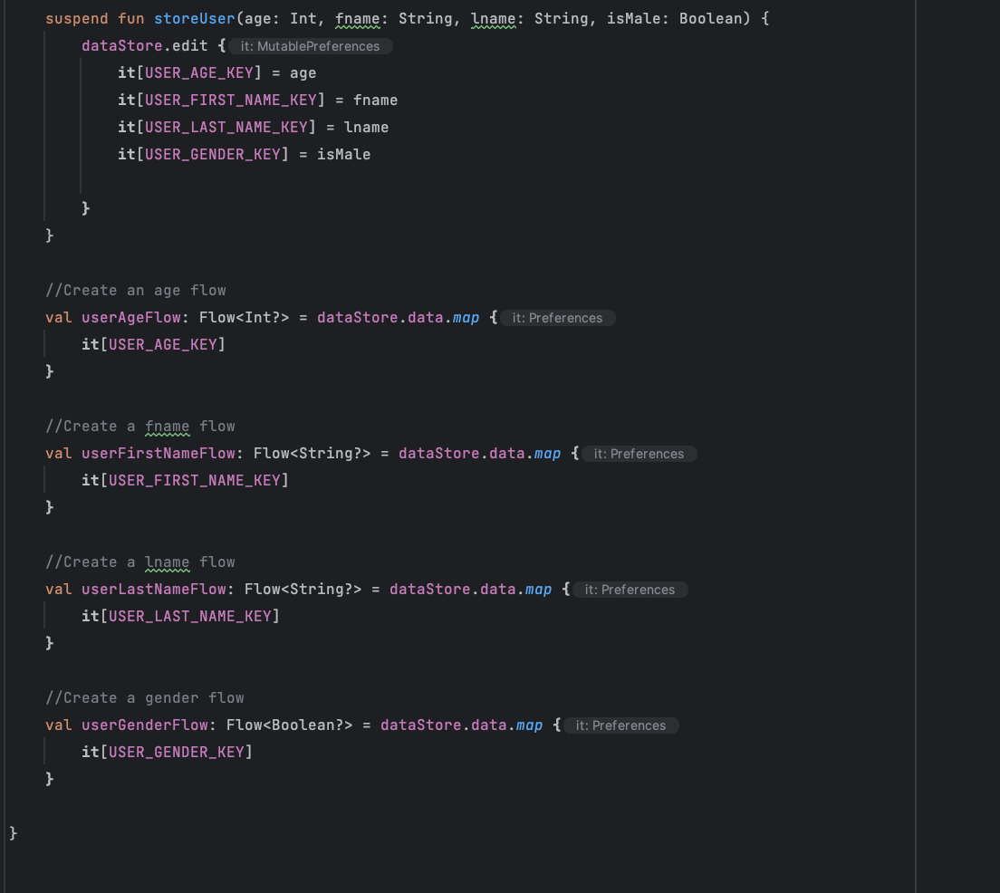 suspend fun storeUser(age: Int, fname: String, lname: String, isMale: Boolean) {
dataStore.edit { it: MutablePreferences
it[USER_AGE_KEY] = age
it[USER_FIRST_NAME_KEY] = fname
it[USER_LAST_NAME_KEY] = lname
it[USER_GENDER_KEY] = isMale
}
}
//Create an age flow
val userAgeFlow: Flow<Int?> = dataStore.data.map { it: Preferences
it[USER_AGE_KEY]
}
//Create a fname flow
val userFirstNameFlow: Flow<String?> = dataStore.data.map { it: Preferences
it[USER_FIRST_NAME_KEY]
}
//Create a lname flow
val userLastNameFlow: Flow<String?> = dataStore.data.map { it: Preferences
it[USER_LAST_NAME_KEY]
}
//Create a gender flow
val userGenderFlow: Flow<Boolean?> = dataStore.data.map { it: Preferences
it[USER_GENDER_KEY]
}
}